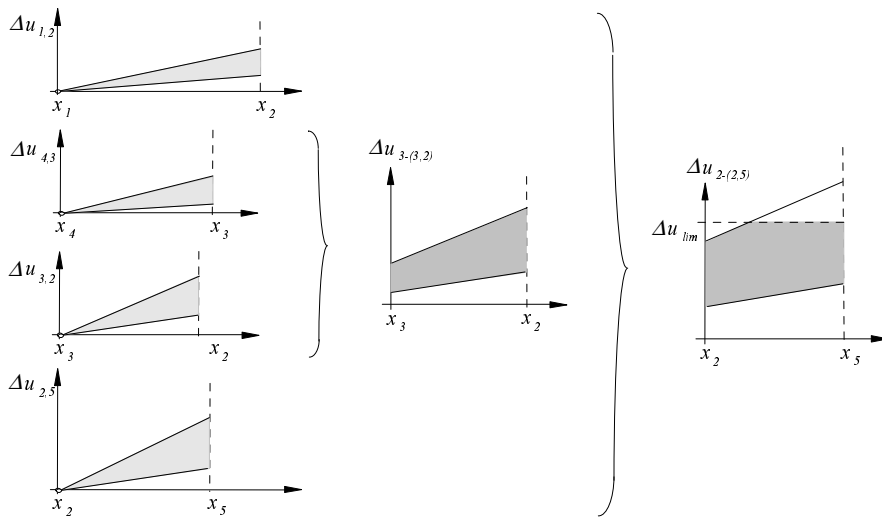 Δu 1,2
x 1 x 2
Δu 4,3
x 4 x 3
Δu 3,2
x 3 x 2
Δu 2,5
x 2 x 5
Δu 3-(3,2)
x 3 x 2
Δu 2-(2,5)
Δu lim
x 2 x 5